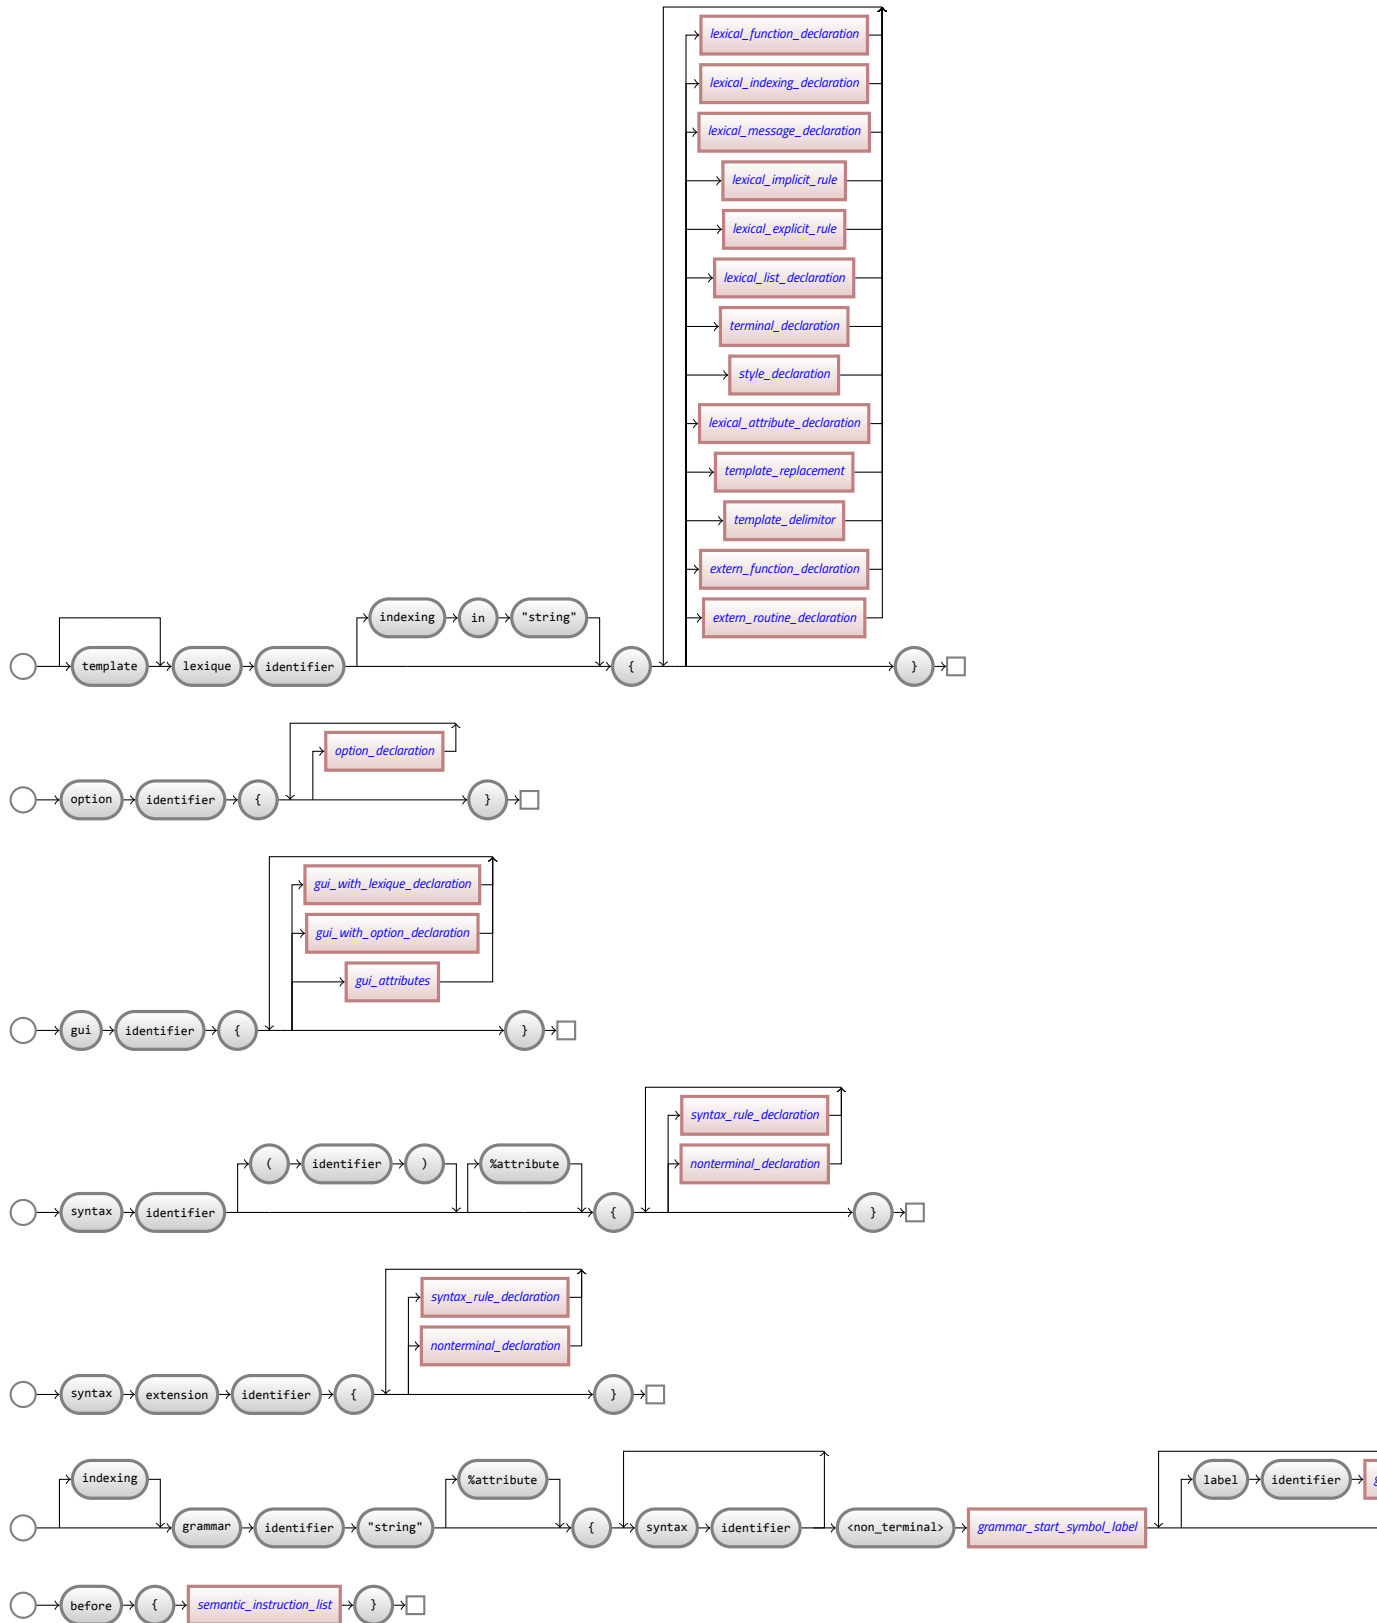 lexical_function_declaration
lexical_indexing_declaration
lexical_message_declaration
lexical_implicit_rule
lexical_explicit_rule
lexical_list_declaration
terminal_declaration
style_declaration
lexical_attribute_declaration
template_replacement
template_delimitor
extern_function_declaration
indexing in "string" extern_routine_declaration
template lexique identifier { }
option_declaration
option identifier { }
gui_with_lexique_declaration
gui_with_option_declaration
gui_attributes
gui identifier { }
syntax_rule_declaration
( identifier ) %attribute nonterminal_declaration
syntax identifier { }
syntax_rule_declaration
nonterminal_declaration
syntax extension identifier { }
indexing %attribute label identifier g
grammar identifier "string" { syntax identifier <non_terminal> grammar_start_symbol_label
before { semantic_instruction_list }